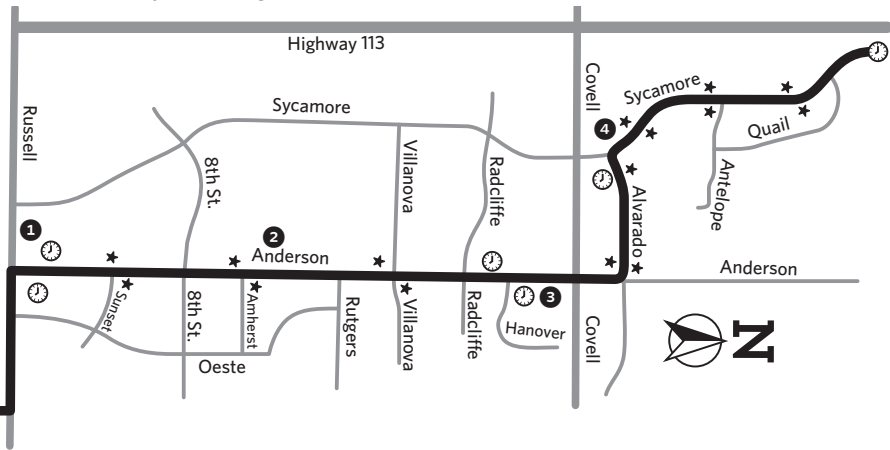 Highway 113
Russell
Sycamore
8th St.
Villanova
Radcliffe
Covell
Sycamore
Quail
Antelope
Alvarado
4
1
2
Anderson
Anderson
3
Sunset
8th St.
Amherst
Rutgers
Villanova
Radcliffe
Hanover
Covell
Oeste
N